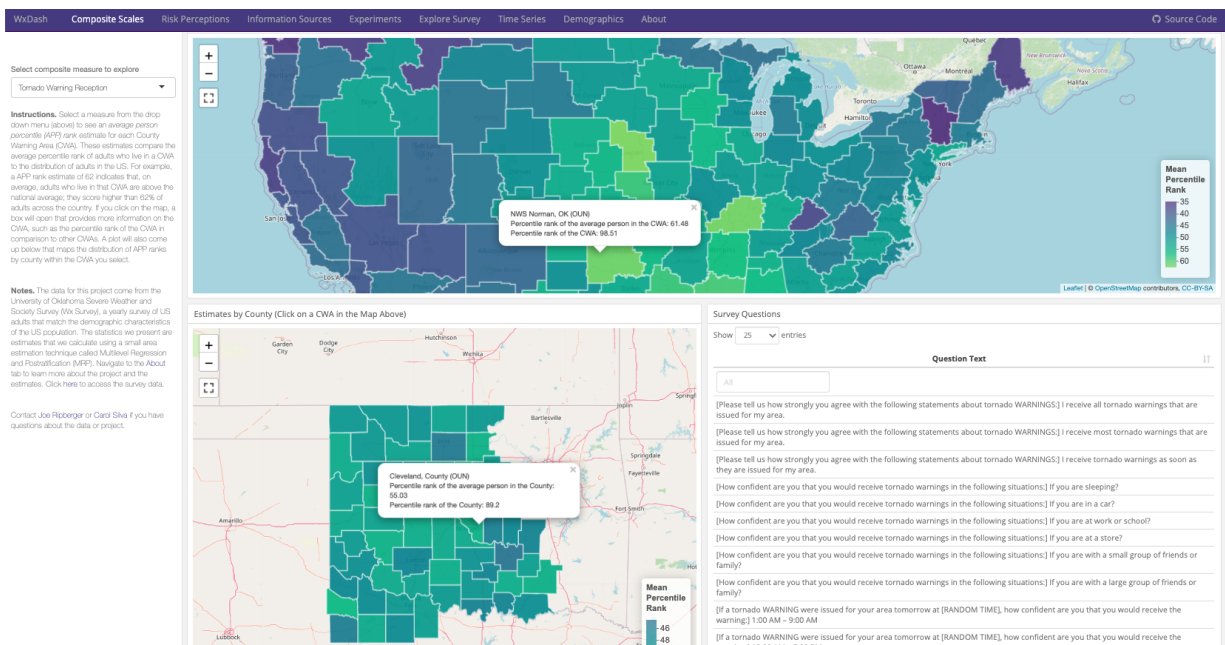 WxDash Composite Scales Risk Perceptions Information Sources Experiments Explore Survey Time Series Demographics About Source Code
Select composite measure to explore
Tornado Warning Reception
Instructions. Select a measure from the drop
down menu (above) to see an average person
percentile (APP) rank estimate for each County
Warning Area (CWA). These estimates compare the
average percentile rank of adults who live in a CWA
to the distribution of adults in the US. For example,
a APP rank estimate of 62 indicates that, on
average, adults who live in that CWA are above the
national average; they score higher than 62% of
adults across the country. If you click on the map, a
box will open that provides more information on the
CWA, such as the percentile rank of the CWA in
comparison to other CWAs. A plot will also come
up below that maps the distribution of APP ranks
by county within the CWA you select.
Notes. The data for this project come from the
University of Oklahoma Severe Weather and
Society Survey (Wx Survey), a yearly survey of US
adults that match the demographic characteristics
of the US population. The statistics we present are
estimates that we calculate using a small area
estimation technique called Multilevel Regression
and Poststratification (MRP). Navigate to the About
tab to learn more about the project and the
estimates. Click here to access the survey data.
Contact Joe Ripberger or Carol Silva if you have
questions about the data or project.
+
−
Québec
New Brunswick
Ottawa
Montréal
Nova Scotia
Halifax
Toronto
Hamilton
San Jos
Los An
NWS Norman, OK (OUN)
Percentile rank of the average person in the CWA: 61.48
Percentile rank of the CWA: 98.51
×
Mean
Percentile
Rank
35
40
45
50
55
60
Leaflet | © OpenStreetMap contributors, CC-BY-SA
Estimates by County (Click on a CWA in the Map Above)
+
−
Garden
City
Dodge
City
Hutchinson
Wichita
Joplin
Springf
Bartlesville
Springdale
Fayetteville
Fort Smith
Amarillo
Lubbock
Hot
Cleveland, County (OUN)
Percentile rank of the average person in the County:
55.03
Percentile rank of the County: 89.2
×
Mean
Percentile
Rank
46
48
Survey Questions
Show 25 entries
Question Text
All
[Please tell us how strongly you agree with the following statements about tornado WARNINGS:] I receive all tornado warnings that are
issued for my area.
[Please tell us how strongly you agree with the following statements about tornado WARNINGS:] I receive most tornado warnings that are
issued for my area.
[Please tell us how strongly you agree with the following statements about tornado WARNINGS:] I receive tornado warnings as soon as
they are issued for my area.
[How confident are you that you would receive tornado warnings in the following situations:] If you are sleeping?
[How confident are you that you would receive tornado warnings in the following situations:] If you are in a car?
[How confident are you that you would receive tornado warnings in the following situations:] If you are at work or school?
[How confident are you that you would receive tornado warnings in the following situations:] If you are at a store?
[How confident are you that you would receive tornado warnings in the following situations:] If you are with a small group of friends or
family?
[How confident are you that you would receive tornado warnings in the following situations:] If you are with a large group of friends or
family?
[If a tornado WARNING were issued for your area tomorrow at [RANDOM TIME], how confident are you that you would receive the
warning:] 1:00 AM – 9:00 AM
[If a tornado WARNING were issued for your area tomorrow at [RANDOM TIME], how confident are you that you would receive the